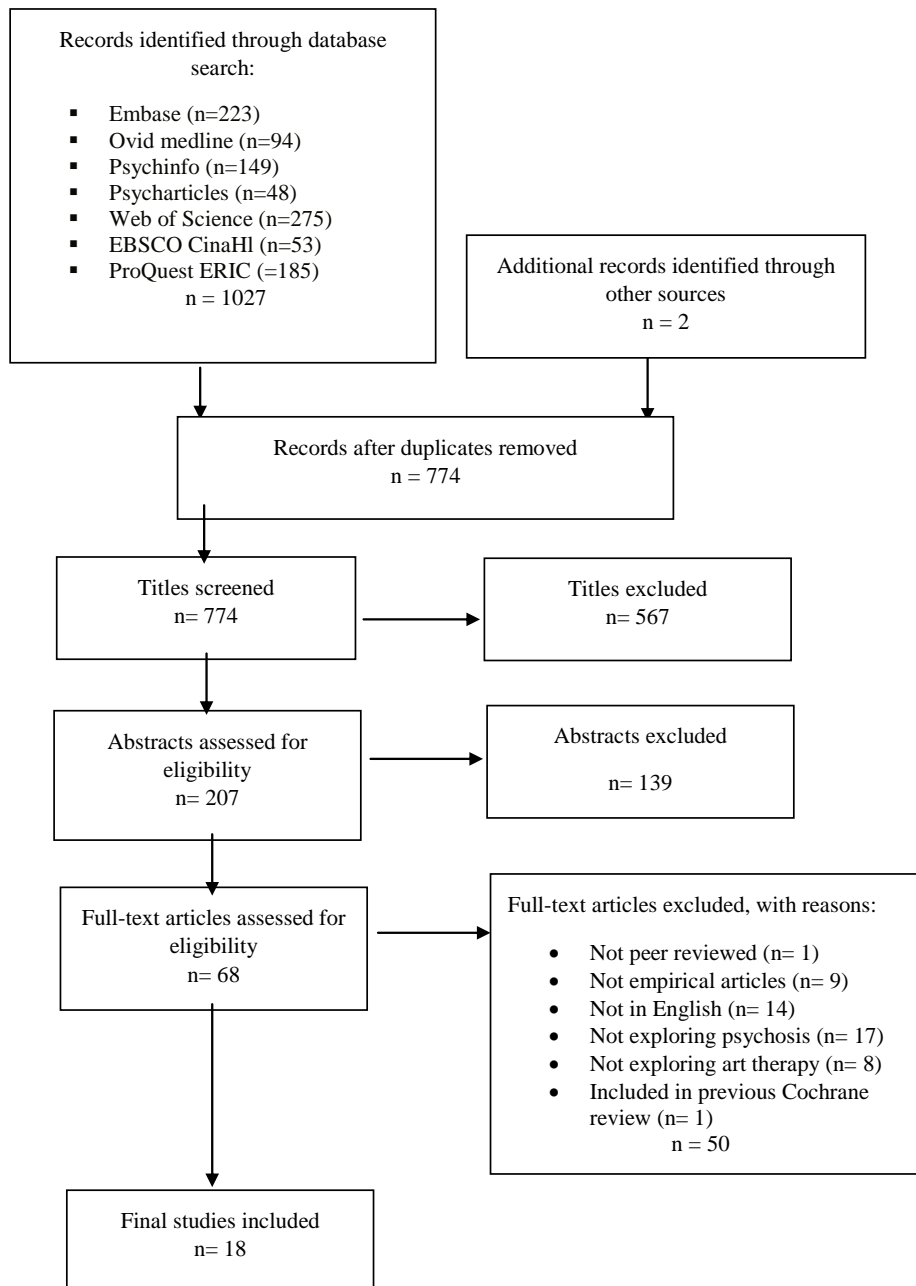 Records identified through database
search:
▪ Embase (n=223)
▪ Ovid medline (n=94)
▪ Psychinfo (n=149)
▪ Psycharticles (n=48)
▪ Web of Science (n=275)
▪ EBSCO CinaHl (n=53)
▪ ProQuest ERIC (=185)
n = 1027
Additional records identified through
other sources
n = 2
Records after duplicates removed
n = 774
Titles screened
n= 774
Titles excluded
n= 567
Abstracts assessed for
eligibility
n= 207
Abstracts excluded
n= 139
Full-text articles assessed for
eligibility
n= 68
Full-text articles excluded, with reasons:
• Not peer reviewed (n= 1)
• Not empirical articles (n= 9)
• Not in English (n= 14)
• Not exploring psychosis (n= 17)
• Not exploring art therapy (n= 8)
• Included in previous Cochrane
review (n= 1)
n = 50
Final studies included
n= 18